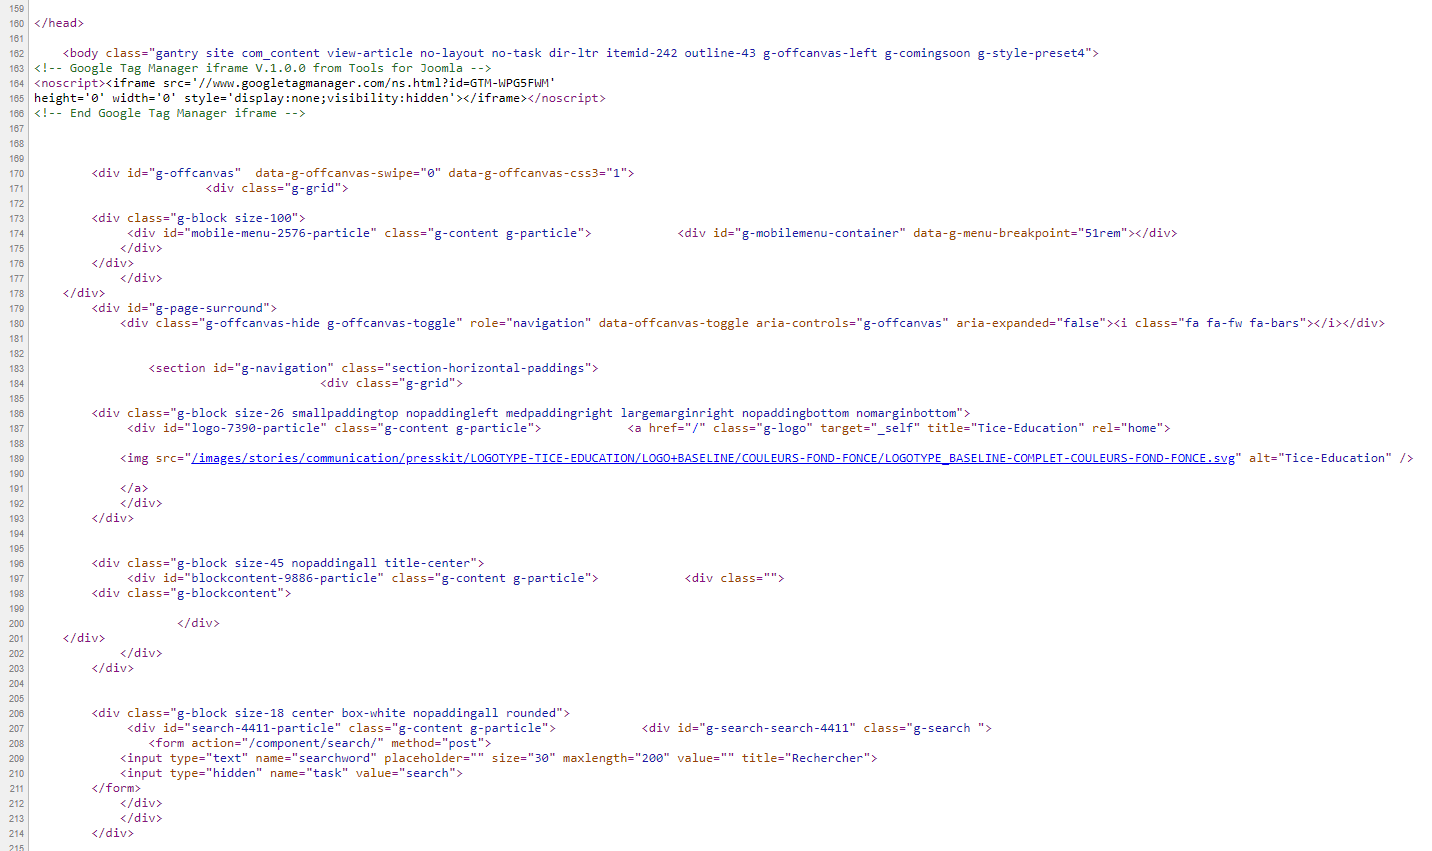 159
160 </head>
161
162 <body class="gantry site com_content view-article no-layout no-task dir-ltr itemid-242 outline-43 g-offcanvas-left g-comingsoon g-style-preset4">
163 <!-- Google Tag Manager iframe V.1.0.0 from Tools for Joomla -->
164 <noscript><iframe src='//www.googletagmanager.com/ns.html?id=GTM-WPG5FWM'
165 height='0' width='0' style='display:none;visibility:hidden'></iframe></noscript>
166 <!-- End Google Tag Manager iframe -->
167
168
169
170 <div id="g-offcanvas"  data-g-offcanvas-swipe="0" data-g-offcanvas-css3="1">
171 <div class="g-grid">
172
173 <div class="g-block size-100">
174 <div id="mobile-menu-2576-particle" class="g-content g-particle">            <div id="g-mobilemenu-container" data-g-menu-breakpoint="51rem"></div>
175 </div>
176 </div>
177 </div>
178 </div>
179 <div id="g-page-surround">
180 <div class="g-offcanvas-hide g-offcanvas-toggle" role="navigation" data-offcanvas-toggle aria-controls="g-offcanvas" aria-expanded="false"><i class="fa fa-fw fa-bars"></i></div>
181
182
183 <section id="g-navigation" class="section-horizontal-paddings">
184 <div class="g-grid">
185
186 <div class="g-block size-26 smallpaddingtop nopaddingleft medpaddingright largemarginright nopaddingbottom nomarginbottom">
187 <div id="logo-7390-particle" class="g-content g-particle">            <a href="/" class="g-logo" target="_self" title="Tice-Education" rel="home">
188
189 <img src="/images/stories/communication/presskit/LOGOTYPE-TICE-EDUCATION/LOGO+BASELINE/COULEURS-FOND-FONCE/LOGOTYPE_BASELINE-COMPLET-COULEURS-FOND-FONCE.svg" alt="Tice-Education" />
190
191 </a>
192 </div>
193 </div>
194
195
196 <div class="g-block size-45 nopaddingall title-center">
197 <div id="blockcontent-9886-particle" class="g-content g-particle">            <div class="">
198 <div class="g-blockcontent">
199
200 </div>
201 </div>
202 </div>
203 </div>
204
205
206 <div class="g-block size-18 center box-white nopaddingall rounded">
207 <div id="search-4411-particle" class="g-content g-particle">            <div id="g-search-search-4411" class="g-search ">
208 <form action="/component/search/" method="post">
209 <input type="text" name="searchword" placeholder="" size="30" maxlength="200" value="" title="Rechercher">
210 <input type="hidden" name="task" value="search">
211 </form>
212 </div>
213 </div>
214 </div>
215